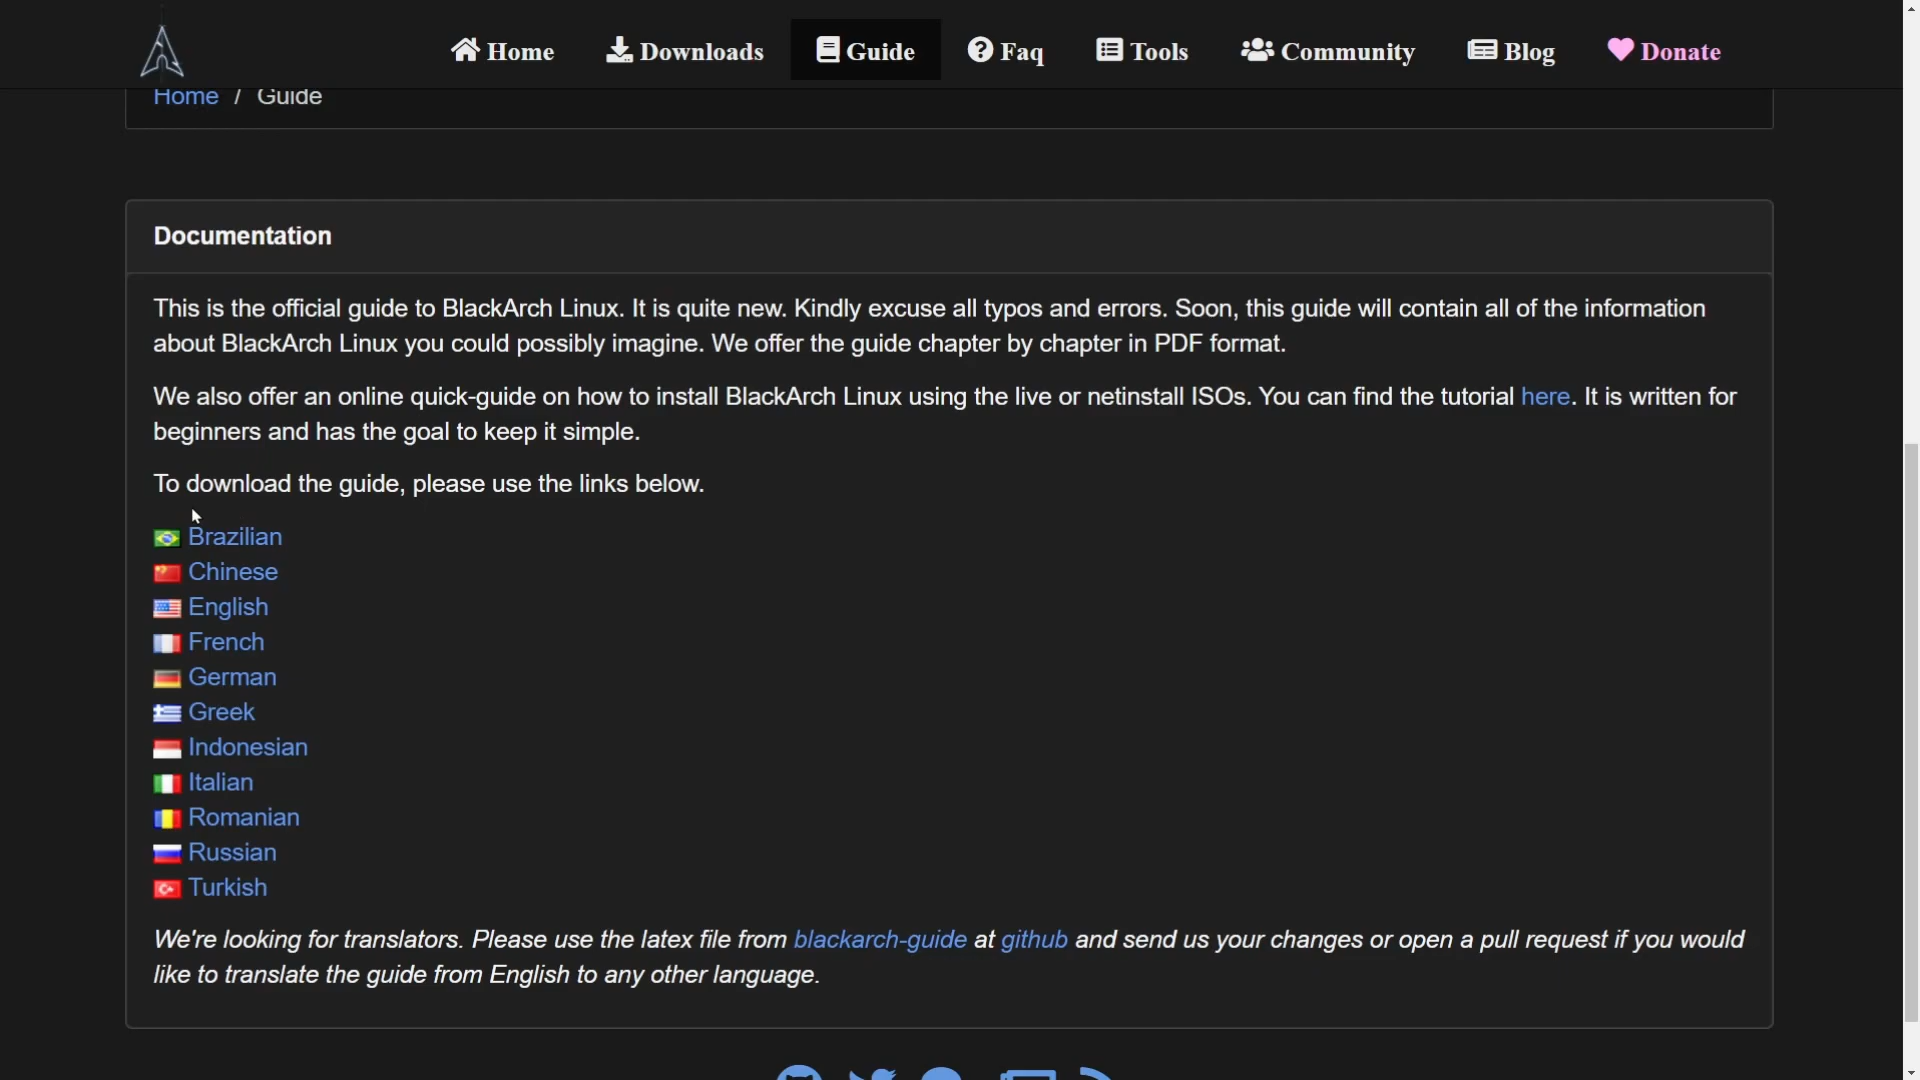 Home Downloads Guide Faq Tools Community Blog Donate
Home / Guide
Documentation
This is the official guide to BlackArch Linux. It is quite new. Kindly excuse all typos and errors. Soon, this guide will contain all of the information
about BlackArch Linux you could possibly imagine. We offer the guide chapter by chapter in PDF format.
We also offer an online quick-guide on how to install BlackArch Linux using the live or netinstall ISOs. You can find the tutorial here. It is written for
beginners and has the goal to keep it simple.
To download the guide, please use the links below.
Brazilian
Chinese
English
French
German
Greek
Indonesian
Italian
Romanian
Russian
Turkish
We're looking for translators. Please use the latex file from blackarch-guide at github and send us your changes or open a pull request if you would
like to translate the guide from English to any other language.